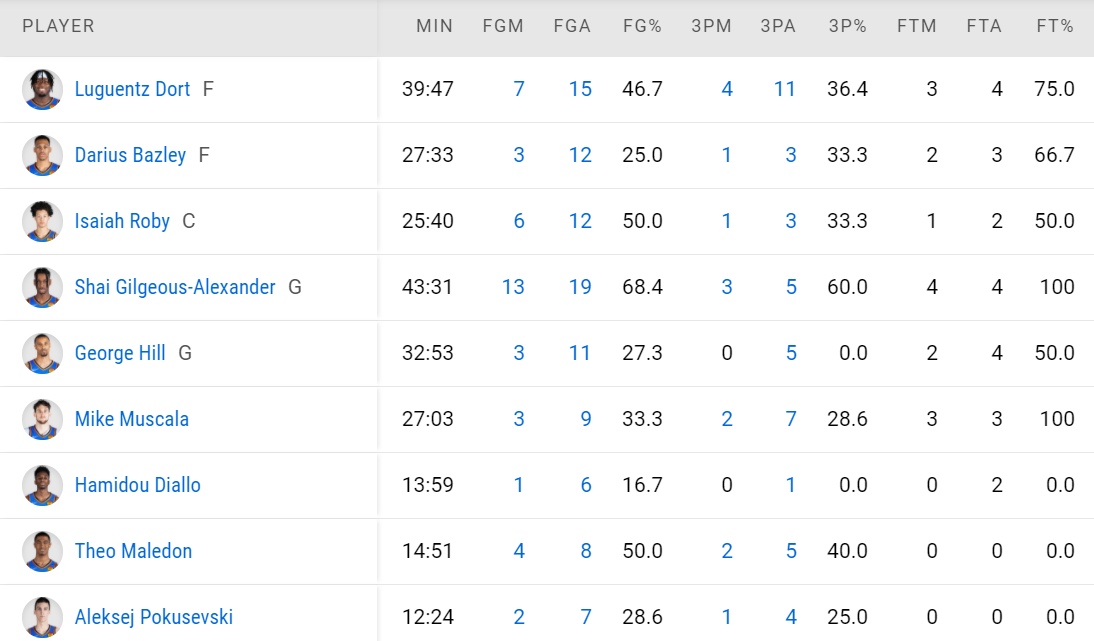 PLAYER MIN FGM FGA FG% 3PM 3PA 3P% FTM FTA FT%
Luguentz Dort F 39:47 7 15 46.7 4 11 36.4 3 4 75.0
Darius Bazley F 27:33 3 12 25.0 1 3 33.3 2 3 66.7
Isaiah Roby C 25:40 6 12 50.0 1 3 33.3 1 2 50.0
Shai Gilgeous-Alexander G 43:31 13 19 68.4 3 5 60.0 4 4 100
George Hill G 32:53 3 11 27.3 0 5 0.0 2 4 50.0
Mike Muscala 27:03 3 9 33.3 2 7 28.6 3 3 100
Hamidou Diallo 13:59 1 6 16.7 0 1 0.0 0 2 0.0
Theo Maledon 14:51 4 8 50.0 2 5 40.0 0 0 0.0
Aleksej Pokusevski 12:24 2 7 28.6 1 4 25.0 0 0 0.0